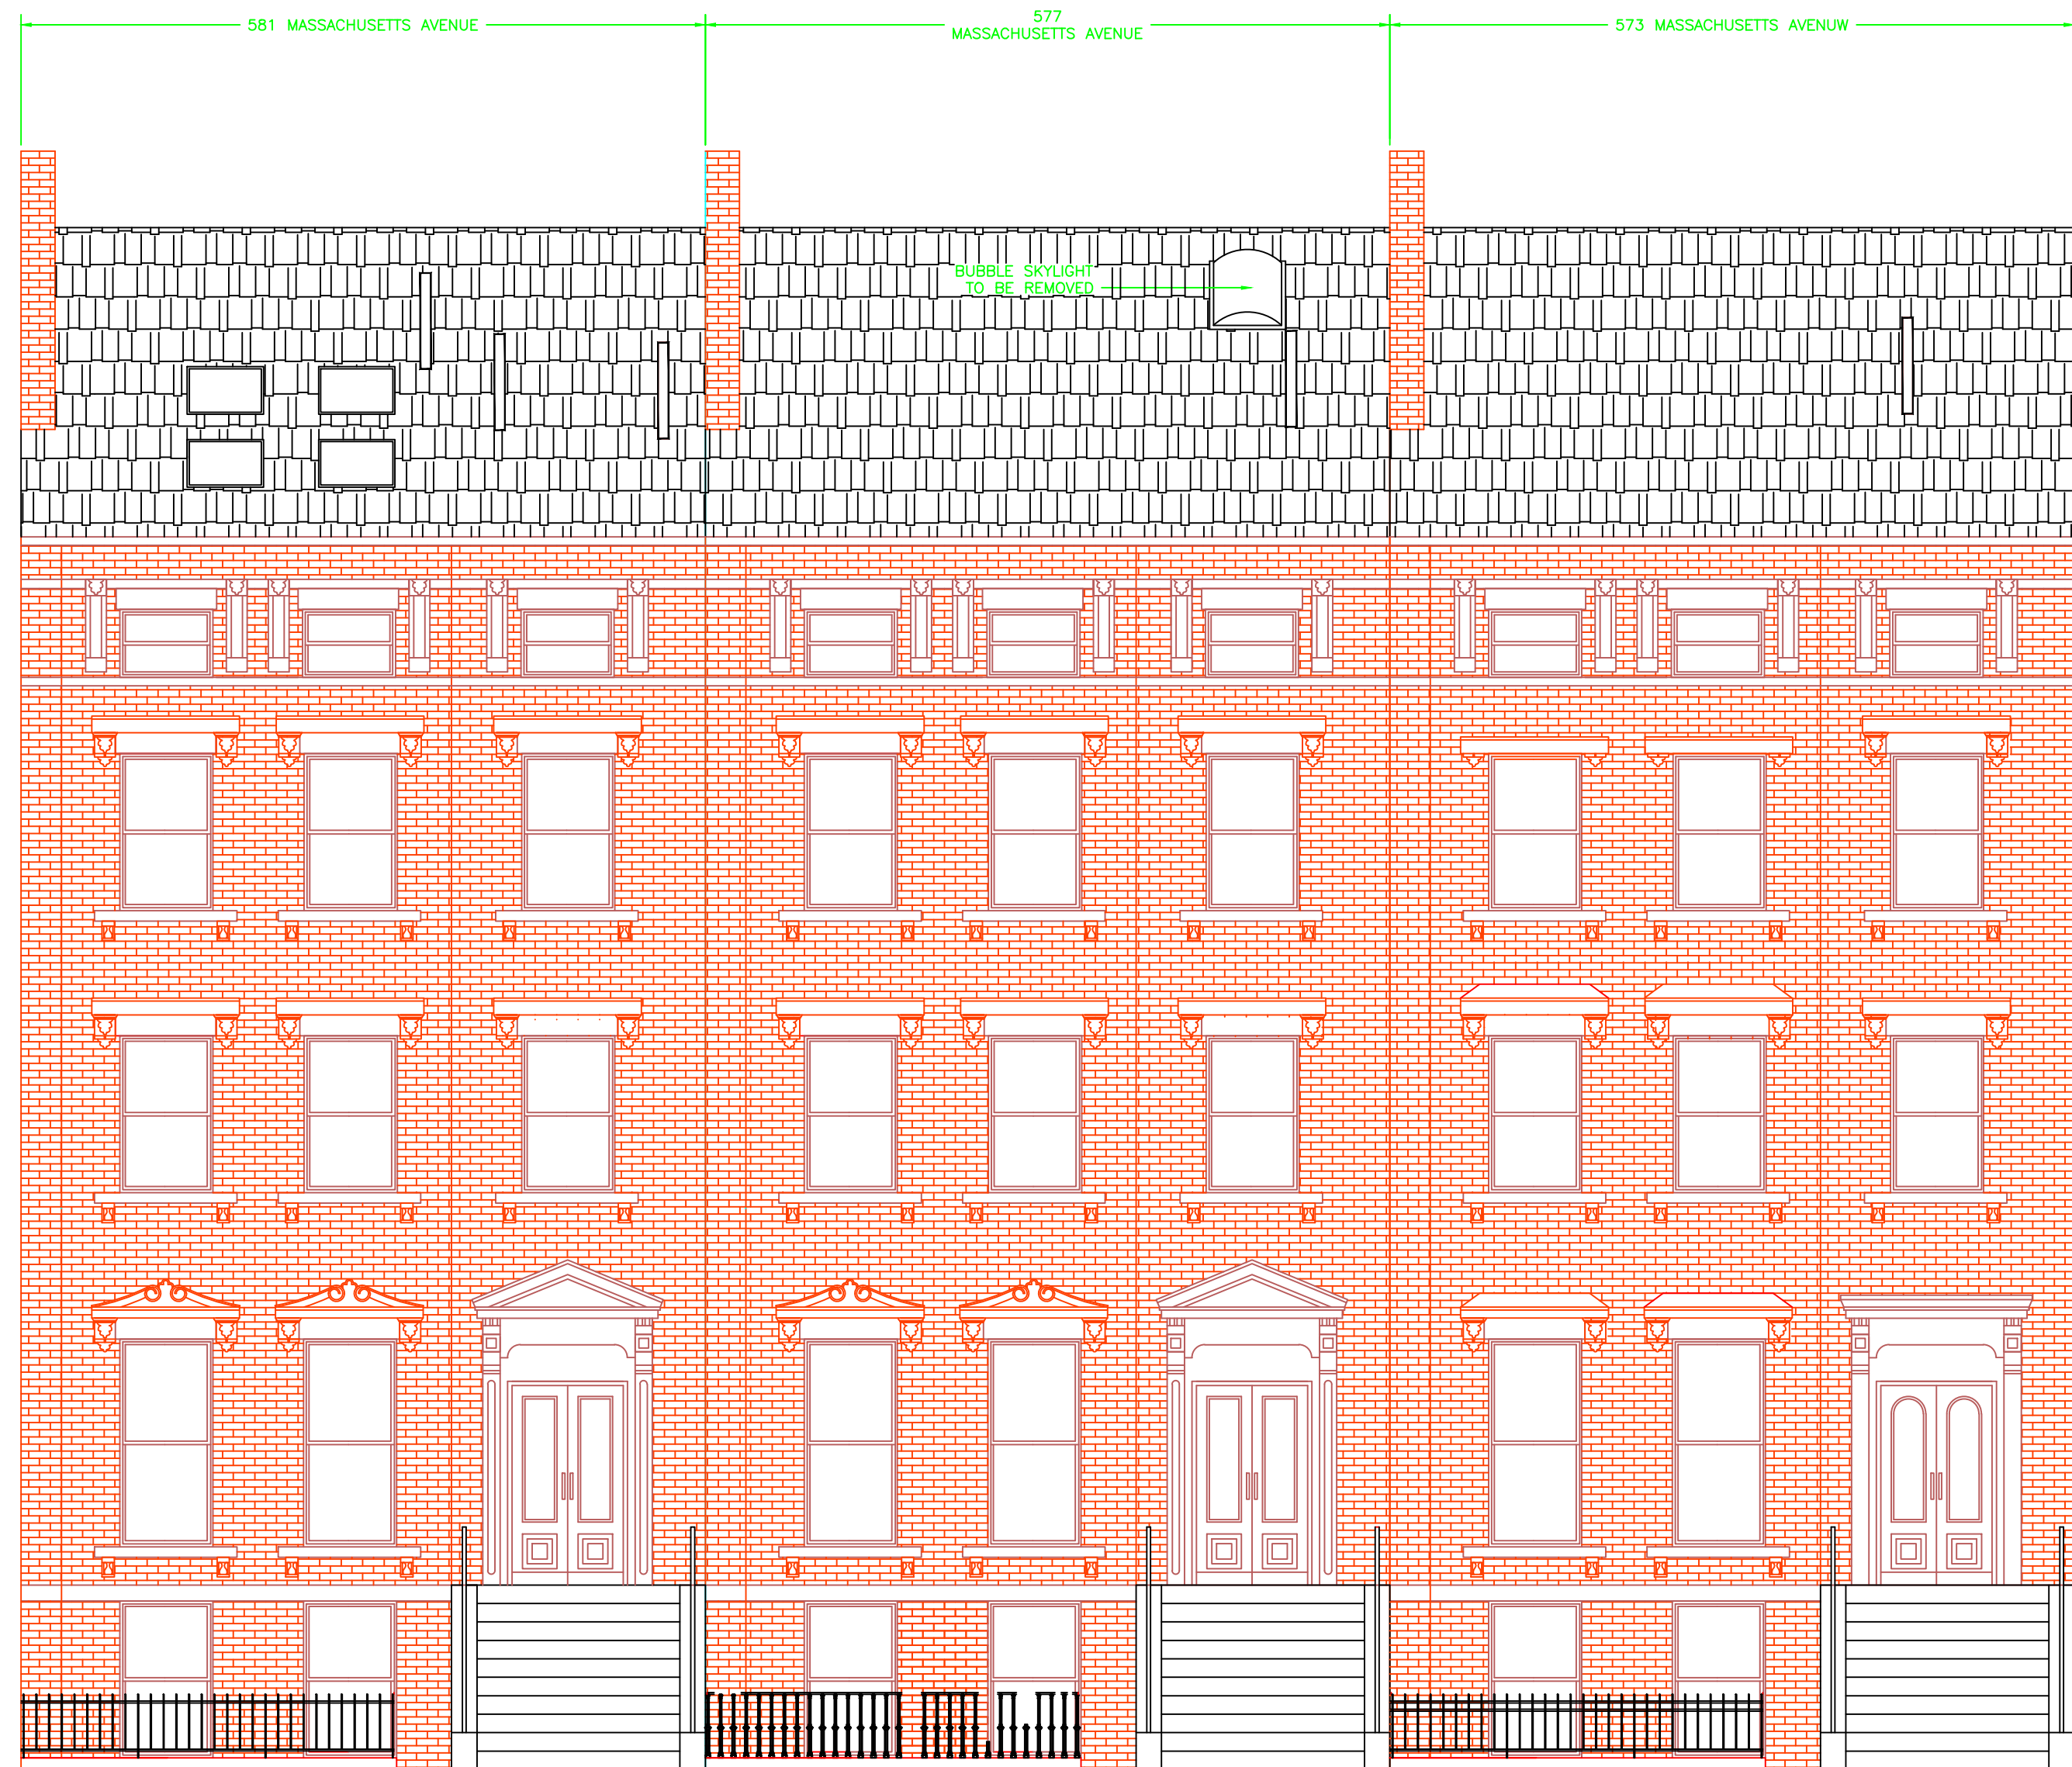 581 MASSACHUSETTS AVENUE
577
MASSACHUSETTS AVENUE
573 MASSACHUSETTS AVENUW
BUBBLE SKYLIGHT
TO BE REMOVED